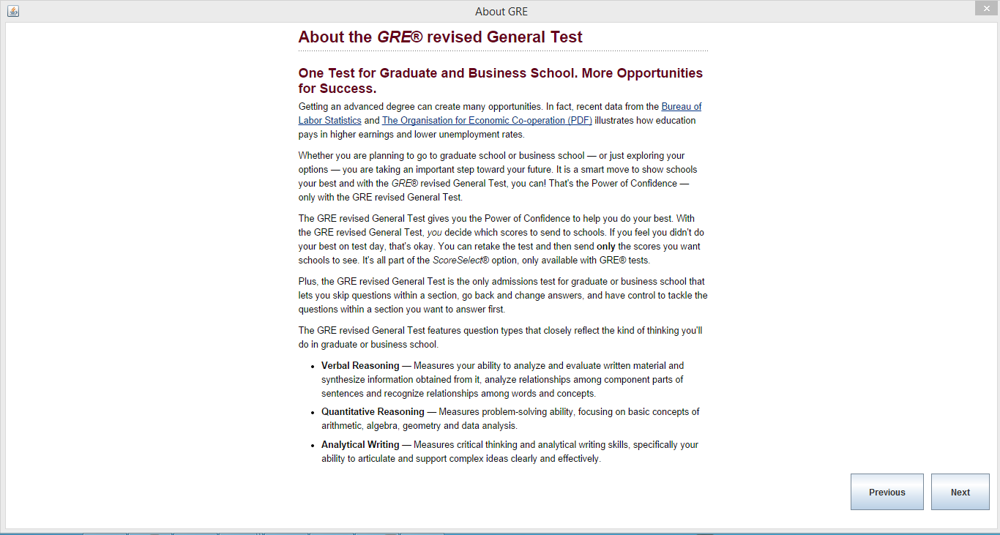 About GRE
About the GRE® revised General Test
One Test for Graduate and Business School. More Opportunities
for Success.
Getting an advanced degree can create many opportunities. In fact, recent data from the Bureau of
Labor Statistics and The Organisation for Economic Co-operation (PDF) illustrates how education
pays in higher earnings and lower unemployment rates.
Whether you are planning to go to graduate school or business school — or just exploring your
options — you are taking an important step toward your future. It is a smart move to show schools
your best and with the GRE® revised General Test, you can! That's the Power of Confidence —
only with the GRE revised General Test.
The GRE revised General Test gives you the Power of Confidence to help you do your best. With
the GRE revised General Test, you decide which scores to send to schools. If you feel you didn't do
your best on test day, that's okay. You can retake the test and then send only the scores you want
schools to see. It's all part of the ScoreSelect® option, only available with GRE® tests.
Plus, the GRE revised General Test is the only admissions test for graduate or business school that
lets you skip questions within a section, go back and change answers, and have control to tackle the
questions within a section you want to answer first.
The GRE revised General Test features question types that closely reflect the kind of thinking you'll
do in graduate or business school.
• Verbal Reasoning — Measures your ability to analyze and evaluate written material and
synthesize information obtained from it, analyze relationships among component parts of
sentences and recognize relationships among words and concepts.
• Quantitative Reasoning — Measures problem-solving ability, focusing on basic concepts of
arithmetic, algebra, geometry and data analysis.
• Analytical Writing — Measures critical thinking and analytical writing skills, specifically your
ability to articulate and support complex ideas clearly and effectively.
Previous Next